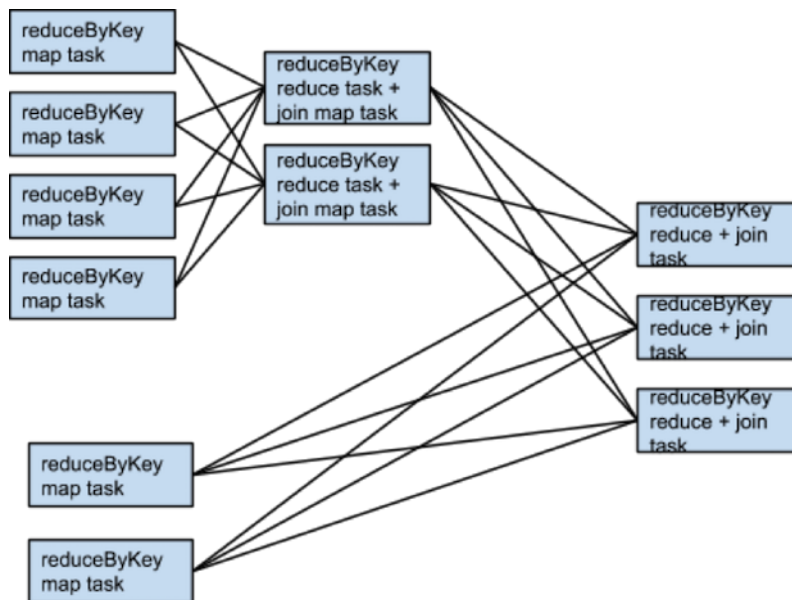 reduceByKey
map task
reduceByKey
map task
reduceByKey
map task
reduceByKey
map task
reduceByKey
reduce task +
join map task
reduceByKey
reduce task +
join map task
reduceByKey
reduce + join
task
reduceByKey
reduce + join
task
reduceByKey
reduce + join
task
reduceByKey
map task
reduceByKey
map task